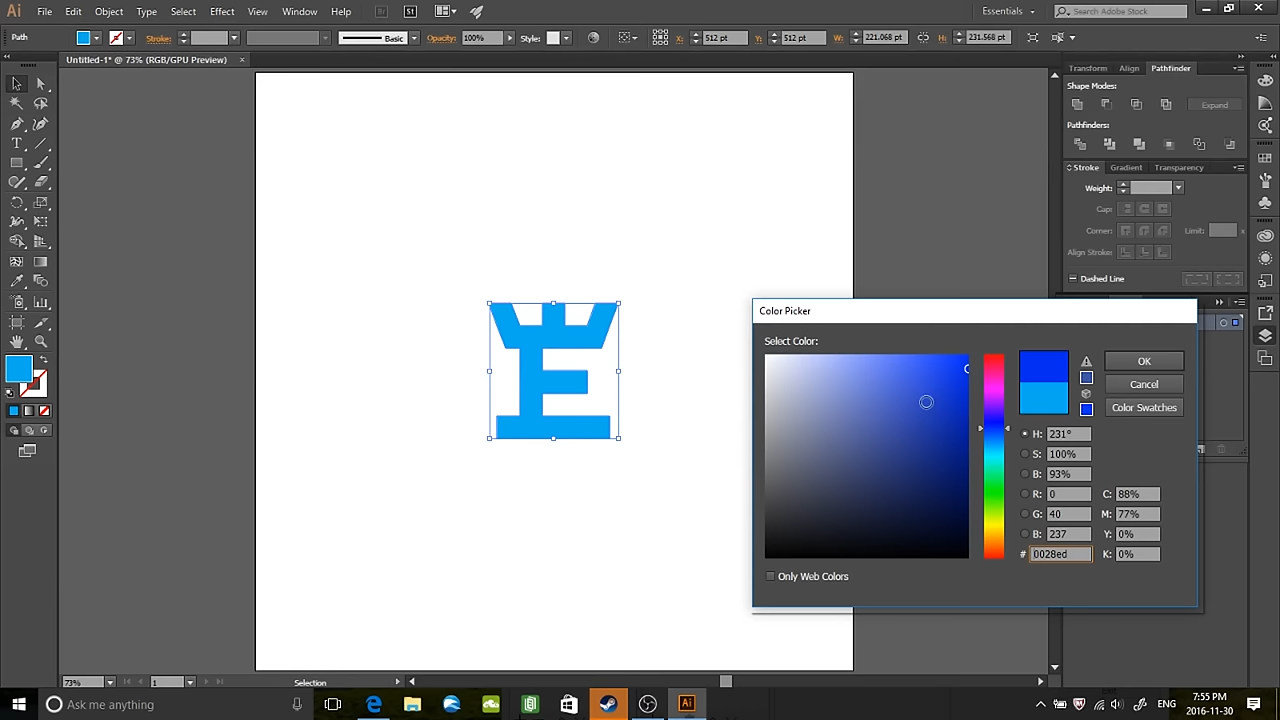 Ai File Edit Object Type Select Effect View Window Help Br St Essentials Search Adobe Stock
Path Stroke: Basic Opacity: 100% Style: X: 512 pt Y: 512 pt W: 221.068 pt H: 231.568 pt
Untitled-1* @ 73% (RGB/GPU Preview) ×
Transform Align Pathfinder
Shape Modes:
Expand
Pathfinders:
Stroke Gradient Transparency
Weight:
Cap:
Corner: Limit: x
Align Stroke:
Dashed Line
E
Color Picker
Select Color:
OK
Cancel
Color Swatches
H: 231°
S: 100%
B: 93%
R: 0 C: 88%
G: 40 M: 77%
B: 237 Y: 0%
# 0028ed K: 0%
Only Web Colors
73% 1 Selection
Ask me anything
Ai
ENG
7:55 PM
2016-11-30